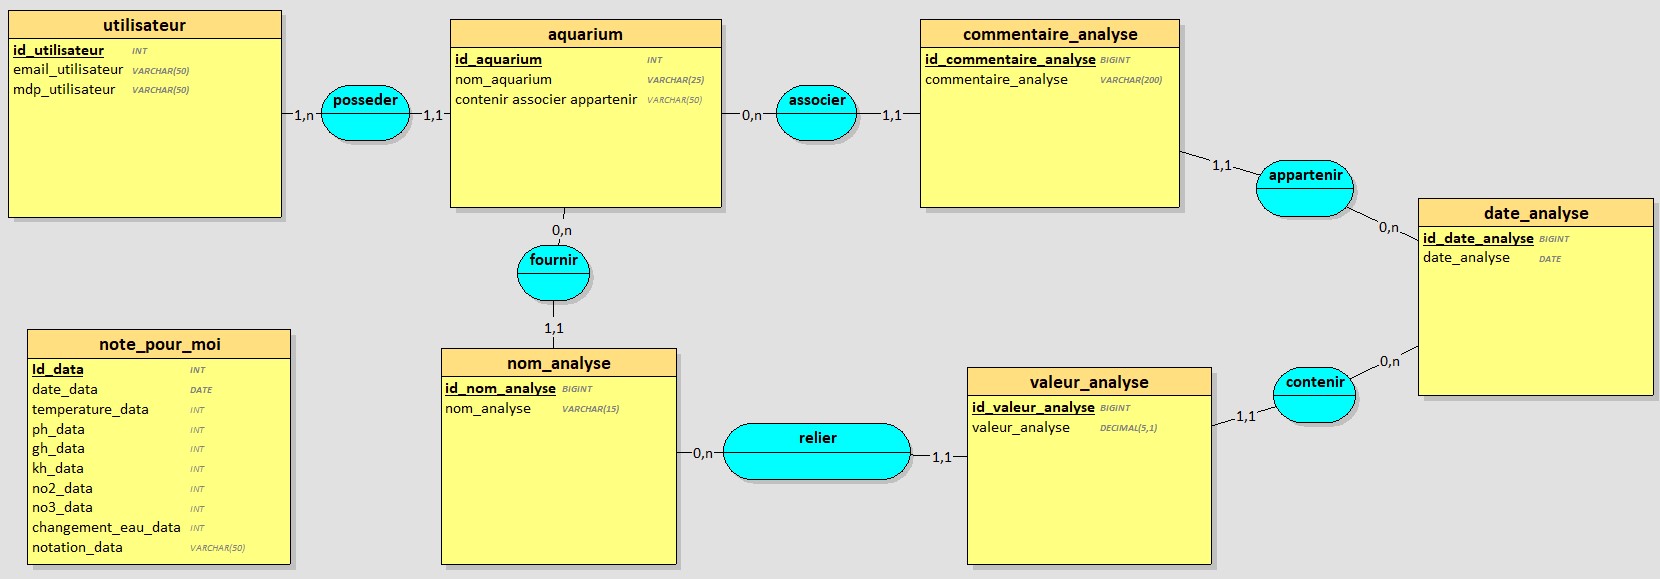 utilisateur
id_utilisateur INT
email_utilisateur VARCHAR(50)
mdp_utilisateur VARCHAR(50)
1,n
posseder
1,1
aquarium
id_aquarium INT
nom_aquarium VARCHAR(25)
contenir associer appartenir VARCHAR(50)
0,n
associer
1,1
commentaire_analyse
id_commentaire_analyse BIGINT
commentaire_analyse VARCHAR(200)
1,1
appartenir
0,n
date_analyse
id_date_analyse BIGINT
date_analyse DATE
0,n
fournir
1,1
note_pour_moi
Id_data INT
date_data DATE
temperature_data INT
ph_data INT
gh_data INT
kh_data INT
no2_data INT
no3_data INT
changement_eau_data INT
notation_data VARCHAR(50)
nom_analyse
id_nom_analyse BIGINT
nom_analyse VARCHAR(15)
0,n
relier
1,1
valeur_analyse
id_valeur_analyse BIGINT
valeur_analyse DECIMAL(5,1)
1,1
contenir
0,n